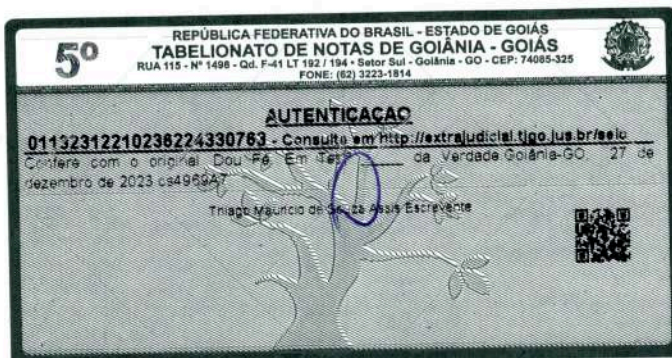 5º
REPÚBLICA FEDERATIVA DO BRASIL - ESTADO DE GOIÁS
TABELIONATO DE NOTAS DE GOIÂNIA - GOIÁS
RUA 115 - Nº 1498 - Qd. F-41 LT 192 / 194 - Setor Sul - Goiânia - GO - CEP: 74085-325
FONE: (62) 3223-1814
AUTENTICAÇÃO
01132312210236224330763 - Consulte em http://extrajudicial.tjgo.jus.br/selo
Confere com o original Dou Fé. Em Test da Verdade Goiânia-GO, 27 de
dezembro de 2023 cs4969A7
Thiago Mauricio de Souza Assis Escrevente